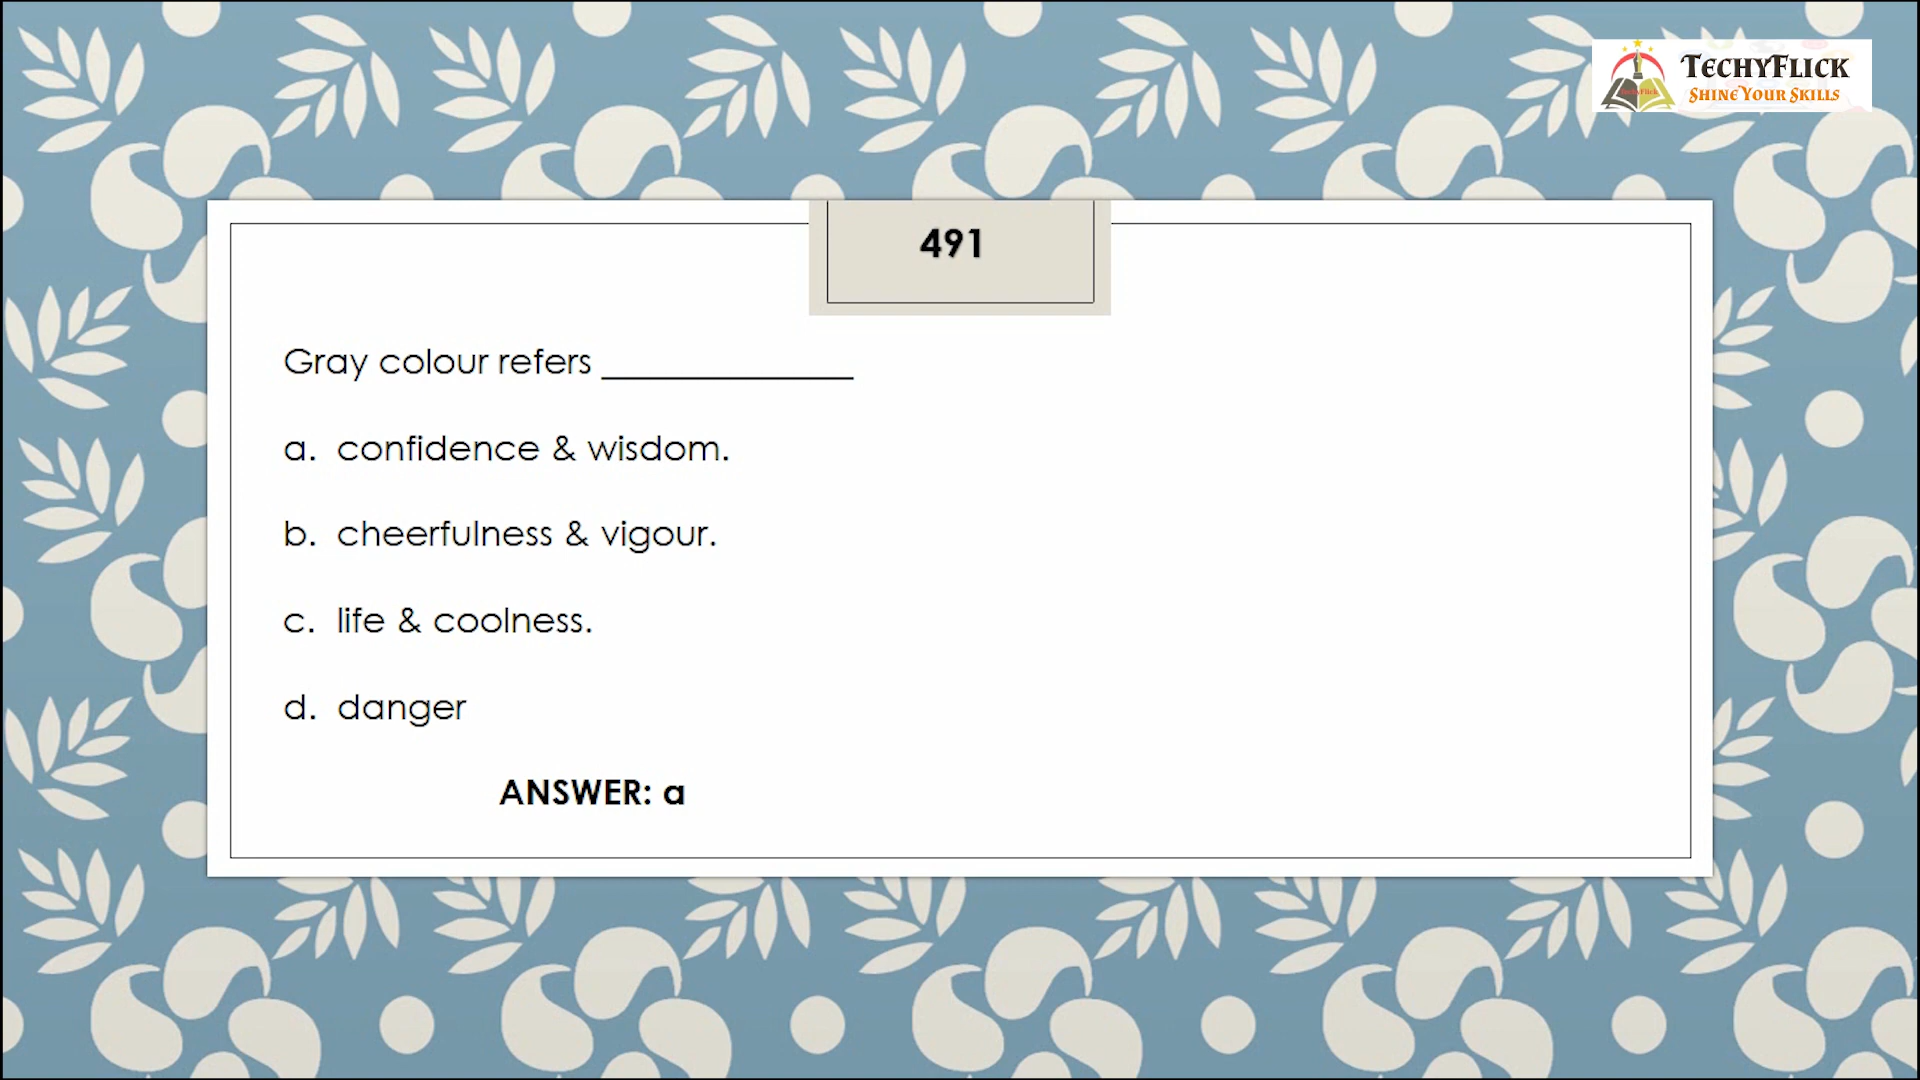 TECHYFLICK
SHINE YOUR SKILLS
491
Gray colour refers ______________
a. confidence & wisdom.
b. cheerfulness & vigour.
c. life & coolness.
d. danger
ANSWER: a